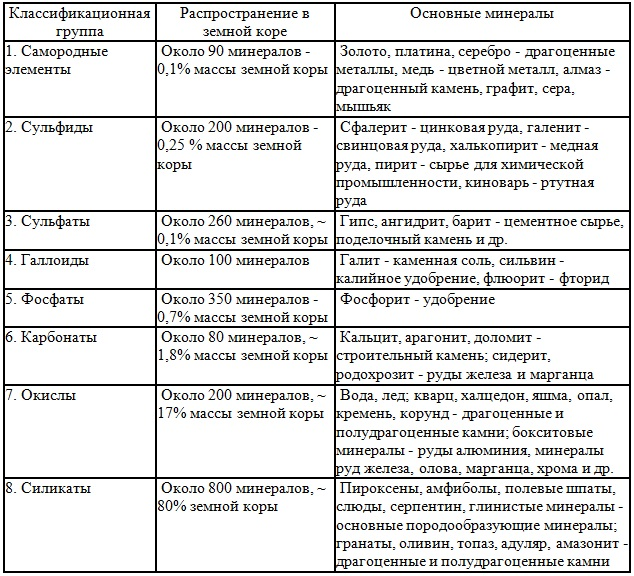 Классификационная группа
Распространение в земной коре
Основные минералы
1. Самородные
элементы
Около 90 минералов -
0,1% массы земной коры
Золото, платина, серебро - драгоценные
металлы, медь - цветной металл, алмаз -
драгоценный камень, графит, сера,
мышьяк
2. Сульфиды
Около 200 минералов -
0,25 % массы земной
коры
Сфалерит - цинковая руда, галенит -
свинцовая руда, халькопирит - медная
руда, пирит - сырье для химической
промышленности, киноварь - ртутная
руда
3. Сульфаты
Около 260 минералов, ~
0,1% массы земной коры
Гипс, ангидрит, барит - цементное сырье,
поделочный камень и др.
4. Галлоиды
Около 100 минералов
Галит - каменная соль, сильвин -
калийное удобрение, флюорит - фторид
5. Фосфаты
Около 350 минералов -
0,7% массы земной коры
Фосфорит - удобрение
6. Карбонаты
Около 80 минералов, ~
1,8% массы земной коры
Кальцит, арагонит, доломит -
строительный камень; сидерит,
родохрозит - руды железа и марганца
7. Окислы
Около 200 минералов, ~
17% массы земной коры
Вода, лед; кварц, халцедон, яшма, опал,
кремень, корунд - драгоценные и
полудрагоценные камни; бокситовые
минералы - руды алюминия, минералы
руд железа, олова, марганца, хрома и др.
8. Силикаты
Около 800 минералов, ~
80% земной коры
Пироксены, амфиболы, полевые шпаты,
слюды, серпентин, глинистые минералы -
основные породообразующие минералы;
гранаты, оливин, топаз, адуляр, амазонит -
драгоценные и полудрагоценные камни